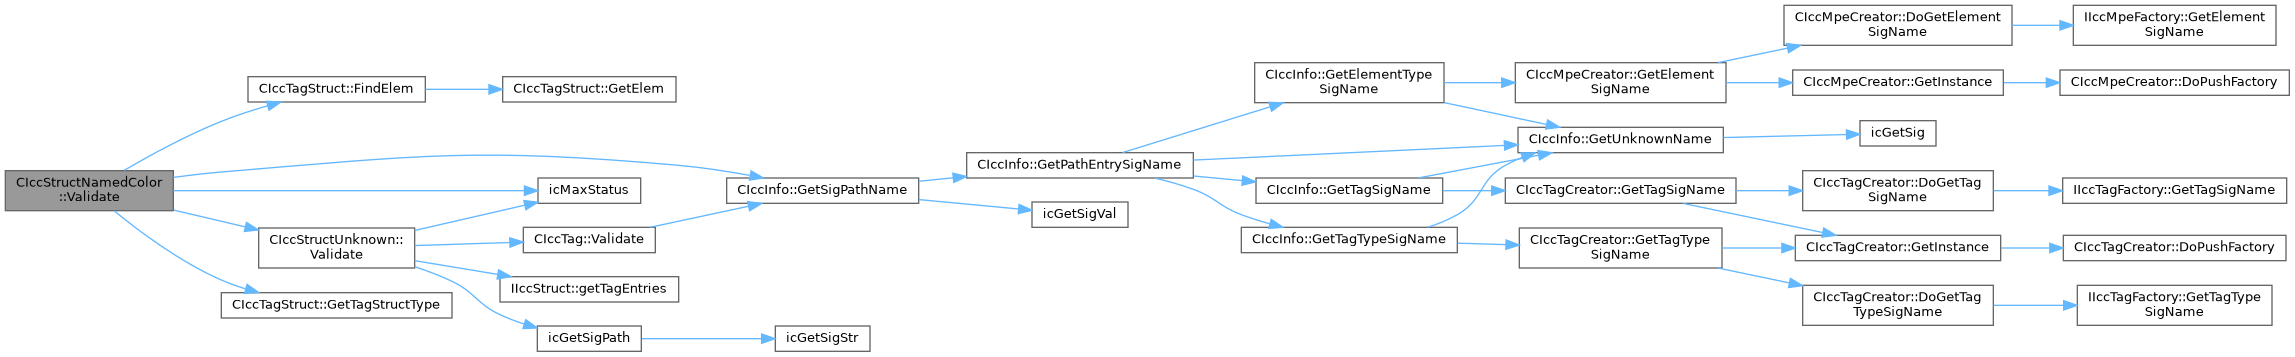 CIccStructNamedColor
::Validate
CIccTagStruct::FindElem
CIccTagStruct::GetElem
CIccInfo::GetSigPathName
icMaxStatus
CIccStructUnknown::
Validate
CIccTag::Validate
IIccStruct::getTagEntries
icGetSigPath
icGetSigStr
CIccTagStruct::GetTagStructType
CIccInfo::GetPathEntrySigName
icGetSigVal
CIccInfo::GetElementType
SigName
CIccInfo::GetTagSigName
CIccInfo::GetTagTypeSigName
CIccMpeCreator::GetElement
SigName
CIccInfo::GetUnknownName
icGetSig
CIccTagCreator::GetTagSigName
CIccTagCreator::GetTagType
SigName
CIccMpeCreator::DoGetElement
SigName
IIccMpeFactory::GetElement
SigName
CIccMpeCreator::GetInstance
CIccMpeCreator::DoPushFactory
CIccTagCreator::DoGetTag
SigName
IIccTagFactory::GetTagSigName
CIccTagCreator::GetInstance
CIccTagCreator::DoPushFactory
CIccTagCreator::DoGetTag
TypeSigName
IIccTagFactory::GetTagType
SigName